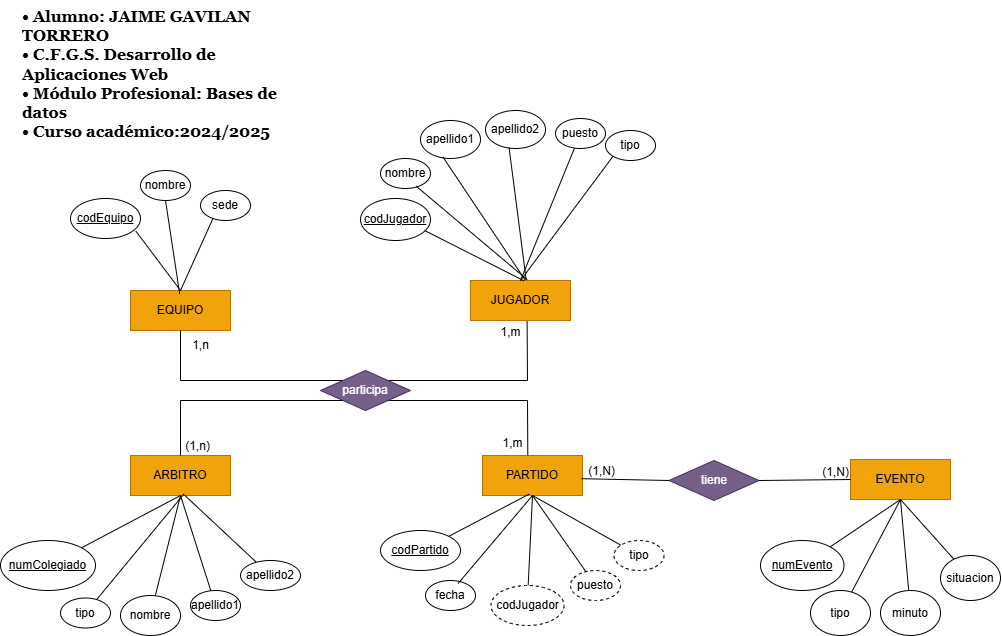 • Alumno: JAIME GAVILAN
TORRERO
• C.F.G.S. Desarrollo de
Aplicaciones Web
• Módulo Profesional: Bases de
datos
• Curso académico:2024/2025
apellido1
apellido2
puesto
tipo
nombre
codJugador
nombre
codEquipo
sede
EQUIPO
JUGADOR
1,n
1,m
participa
(1,n)
1,m
ARBITRO
PARTIDO
(1,N)
tiene
(1,N)
EVENTO
numColegiado
tipo
nombre
apellido1
apellido2
codPartido
fecha
codJugador
puesto
tipo
numEvento
tipo
minuto
situacion